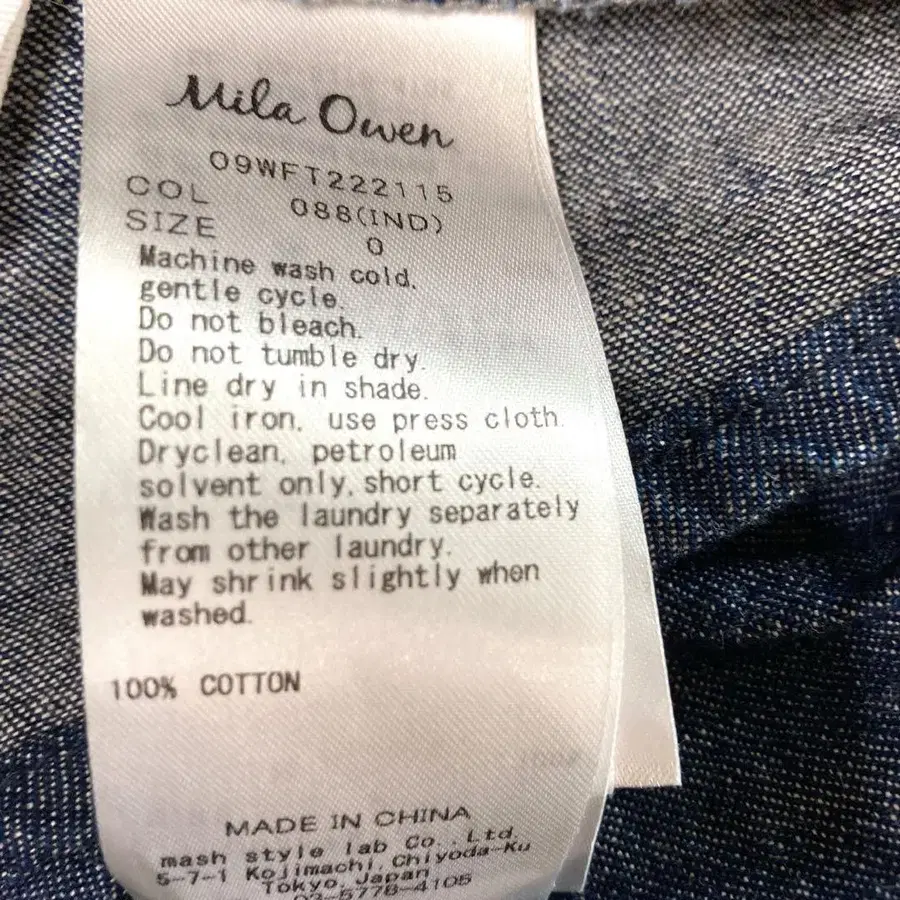 Mila Owen
09WFT222115
COL 088(IND)
SIZE 0
Machine wash cold,
gentle cycle.
Do not bleach.
Do not tumble dry.
Line dry in shade.
Cool iron, use press cloth.
Dryclean, petroleum
solvent only, short cycle.
Wash the laundry separately
from other laundry.
May shrink slightly when
washed.
100% COTTON
MADE IN CHINA
mash style lab Co., Ltd.
5-7-1 Kojimachi, Chiyoda-Ku
Tokyo, Japan
03-5778-4105